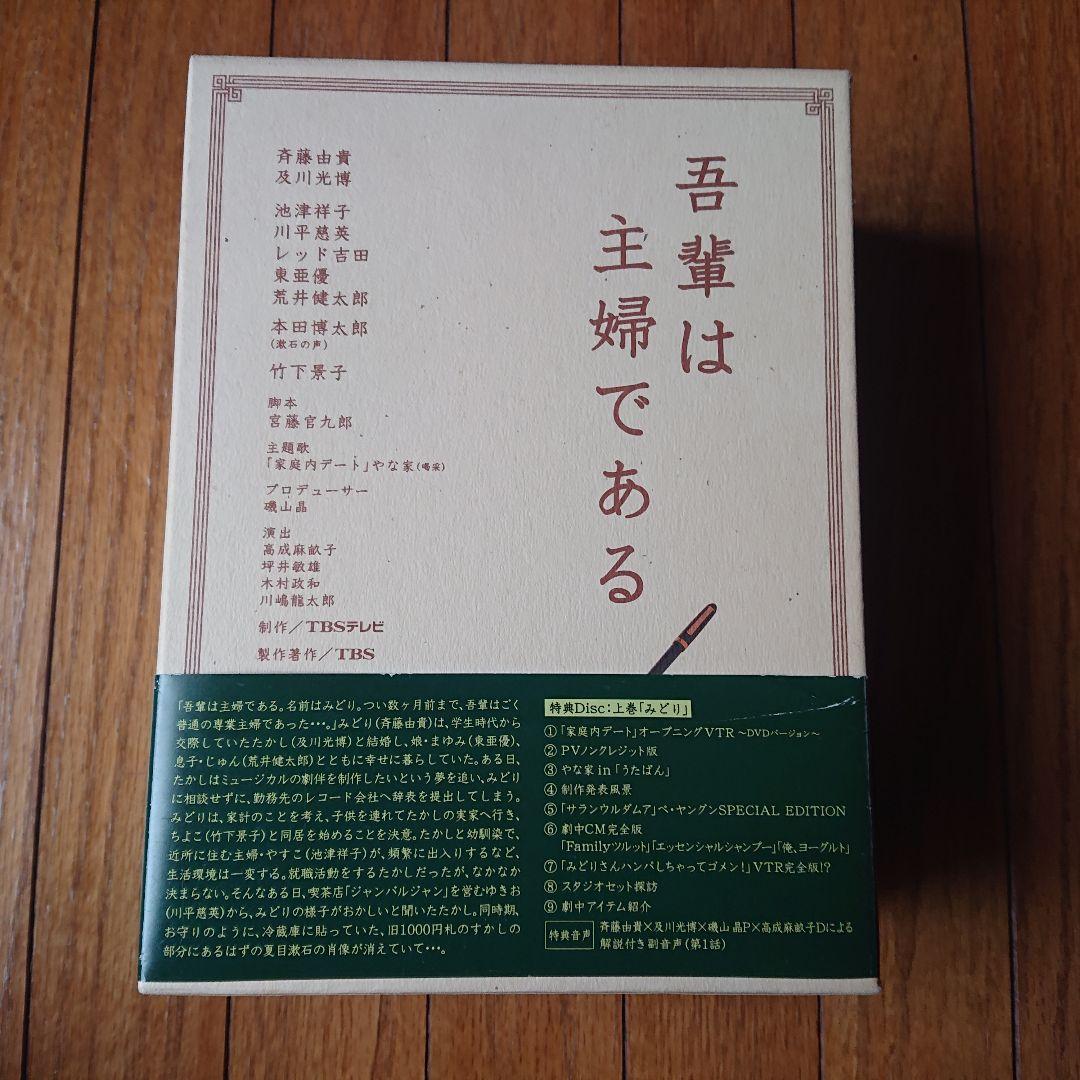 吾輩は
主婦である
斉藤由貴
及川光博
池津祥子
川平慈英
レッド吉田
東亜優
荒井健太郎
本田博太郎
(漱石の声)
竹下景子
脚本
宮藤官九郎
主題歌
「家庭内デート」やな家(喝采)
プロデューサー
磯山晶
演出
高成麻畝子
坪井敏雄
木村政和
川嶋龍太郎
制作／TBSテレビ
製作著作／TBS
「吾輩は主婦である。名前はみどり。つい数ヶ月前まで、吾輩はごく
普通の専業主婦であった・・・。」みどり(斉藤由貴)は、学生時代から
交際していたたかし(及川光博)と結婚し、娘・まゆみ(東亜優)、
息子・じゅん(荒井健太郎)とともに幸せに暮らしていた。ある日、
たかしはミュージカルの劇伴を制作したいという夢を追い、みどり
に相談せずに、勤務先のレコード会社へ辞表を提出してしまう。
みどりは、家計のことを考え、子供を連れてたかしの実家へ行き、
ちよこ(竹下景子)と同居を始めることを決意。たかしと幼馴染で、
近所に住む主婦・やすこ(池津祥子)が、頻繁に出入りするなど、
生活環境は一変する。就職活動をするたかしだったが、なかなか
決まらない。そんなある日、喫茶店「ジャンバルジャン」を営むゆきお
(川平慈英)から、みどりの様子がおかしいと聞いたたかし。同時期、
お守りのように、冷蔵庫に貼っていた、旧1000円札のすかしの
部分にあるはずの夏目漱石の肖像が消えていて・・・。
特典Disc：上巻「みどり」
①「家庭内デート」オープニングVTR 〜DVDバージョン〜
② PVノンクレジット版
③ やな家 in「うたばん」
④ 制作発表風景
⑤「サランウルダムア」ペ・ヤングンSPECIAL EDITION
⑥ 劇中CM完全版
「Familyツルット」「エッセンシャルシャンプー」「俺、ヨーグルト」
⑦「みどりさんハンパしちゃってゴメン！」VTR完全版!?
⑧ スタジオセット探訪
⑨ 劇中アイテム紹介
特典音声 斉藤由貴×及川光博×磯山 晶P×高成麻畝子Dによる
解説付き副音声(第1話)